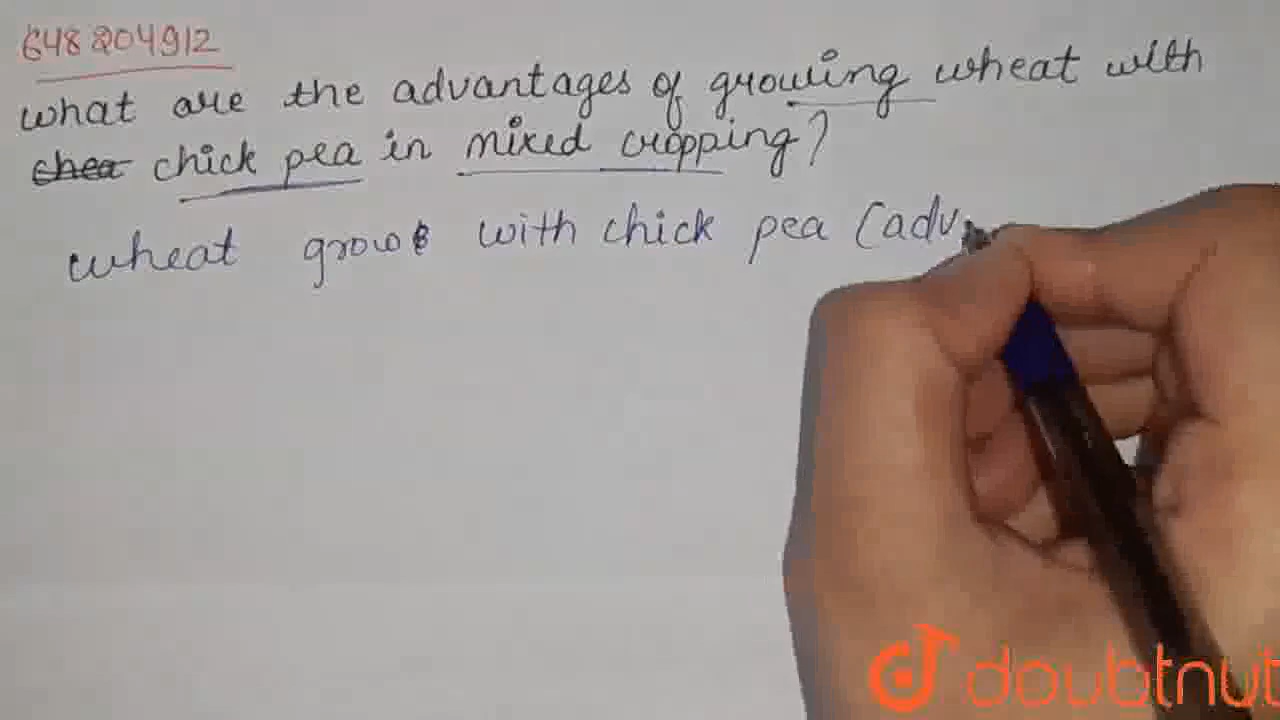 648204912
what are the advantages of growing wheat with
chea chick pea in mixed cropping?
wheat grow with chick pea (adv
doubtnut